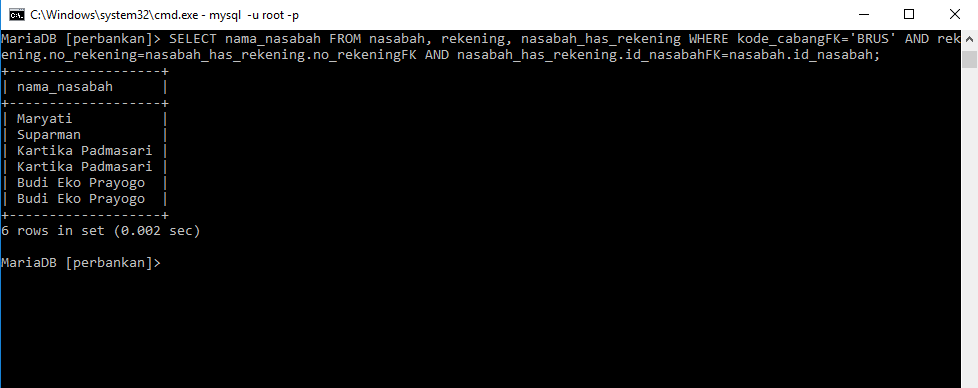 C:\Windows\system32\cmd.exe - mysql  -u root -p
MariaDB [perbankan]> SELECT nama_nasabah FROM nasabah, rekening, nasabah_has_rekening WHERE kode_cabangFK='BRUS' AND rek
ening.no_rekening=nasabah_has_rekening.no_rekeningFK AND nasabah_has_rekening.id_nasabahFK=nasabah.id_nasabah;
+-------------------+
| nama_nasabah      |
+-------------------+
| Maryati           |
| Suparman          |
| Kartika Padmasari |
| Kartika Padmasari |
| Budi Eko Prayogo  |
| Budi Eko Prayogo  |
+-------------------+
6 rows in set (0.002 sec)
MariaDB [perbankan]>